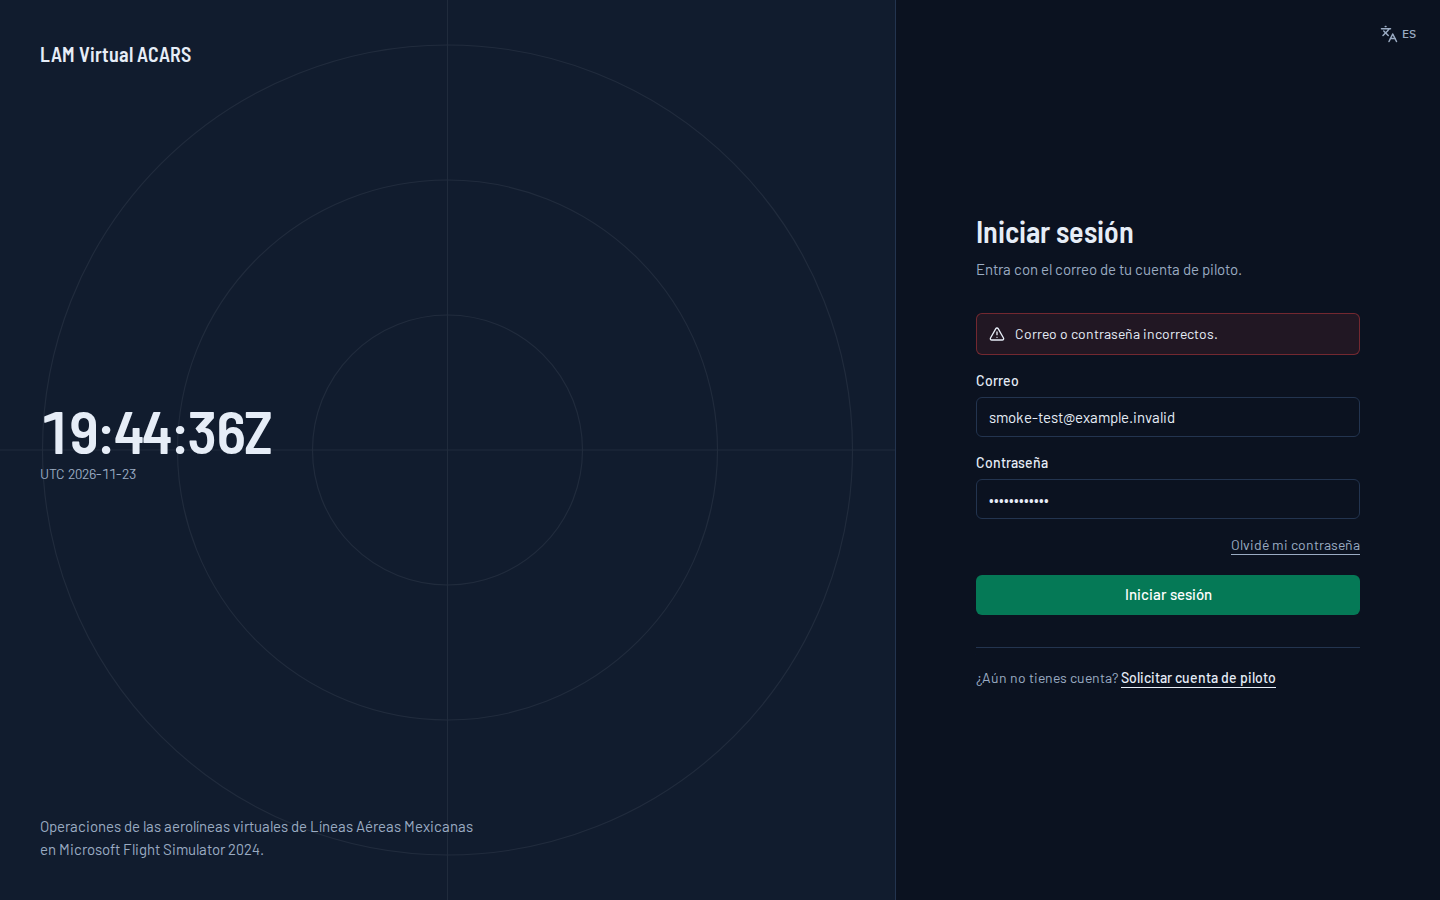 LAM Virtual ACARS
19:44:36Z
UTC 2026-11-23
Operaciones de las aerolíneas virtuales de Líneas Aéreas Mexicanas
en Microsoft Flight Simulator 2024.
ES
Iniciar sesión
Entra con el correo de tu cuenta de piloto.
Correo o contraseña incorrectos.
Correo
smoke-test@example.invalid
Contraseña
••••••••••••
Olvidé mi contraseña
Iniciar sesión
¿Aún no tienes cuenta? Solicitar cuenta de piloto